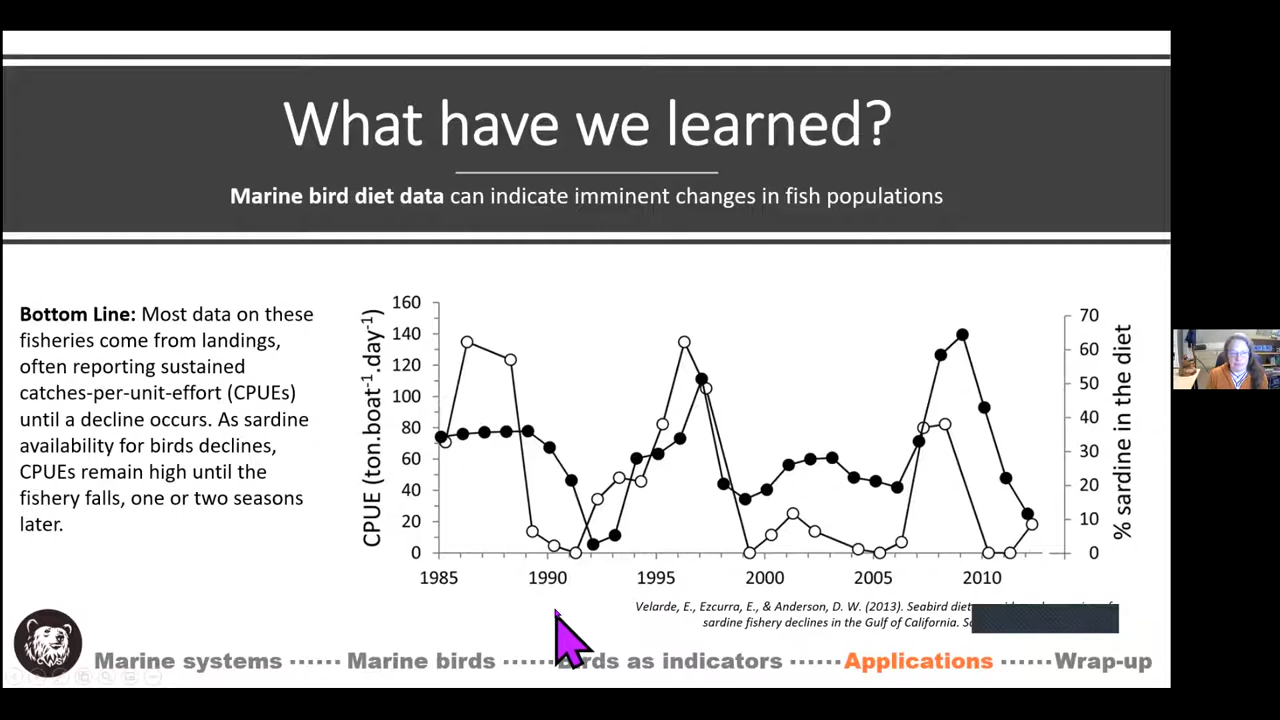 What have we learned?
Marine bird diet data can indicate imminent changes in fish populations
Bottom Line: Most data on these
fisheries come from landings,
often reporting sustained
catches-per-unit-effort (CPUEs)
until a decline occurs. As sardine
availability for birds declines,
CPUEs remain high until the
fishery falls, one or two seasons
later.
CPUE (ton.boat⁻¹.day⁻¹)
160
140
120
100
80
60
40
20
0
1985 1990 1995 2000 2005 2010
70
60
50
40
30
20
10
0
% sardine in the diet
Velarde, E., Ezcurra, E., & Anderson, D. W. (2013). Seabird diet
sardine fishery declines in the Gulf of California.
Marine systems ······ Marine birds ······ Birds as indicators ······ Applications ······ Wrap-up